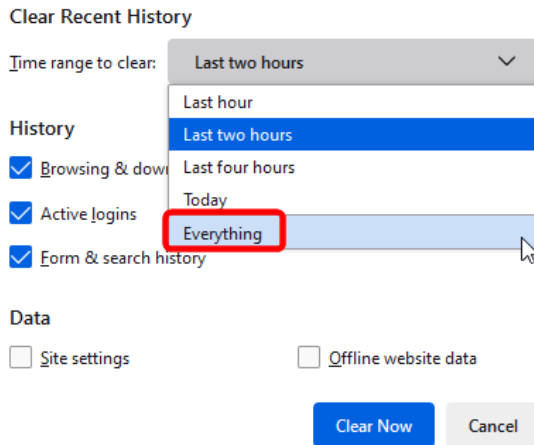 Clear Recent History
Time range to clear: Last two hours
Last hour
Last two hours
Last four hours
Today
Everything
History
Browsing &
Active logins
Form & search history
Data
Site settings
Offline website data
Clear Now
Cancel